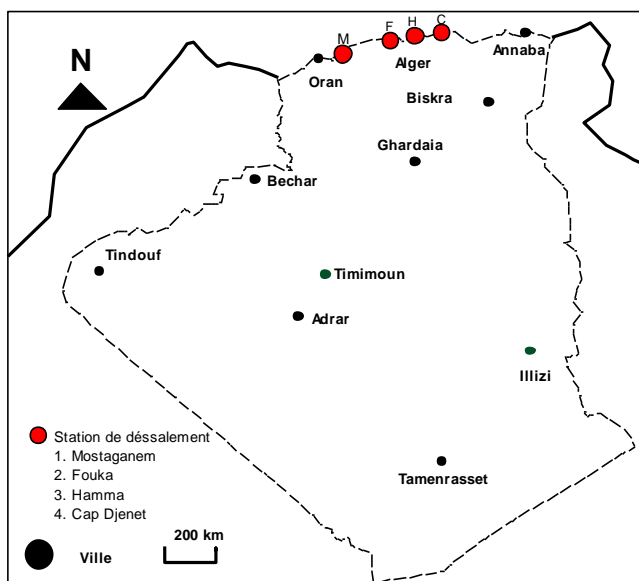 M F H C
N
Oran
Alger
Annaba
Biskra
Ghardaia
Bechar
Tindouf
Timimoun
Adrar
Illizi
Tamenrasset
Station de déssalement
1. Mostaganem
2. Fouka
3. Hamma
4. Cap Djenet
200 km
Ville